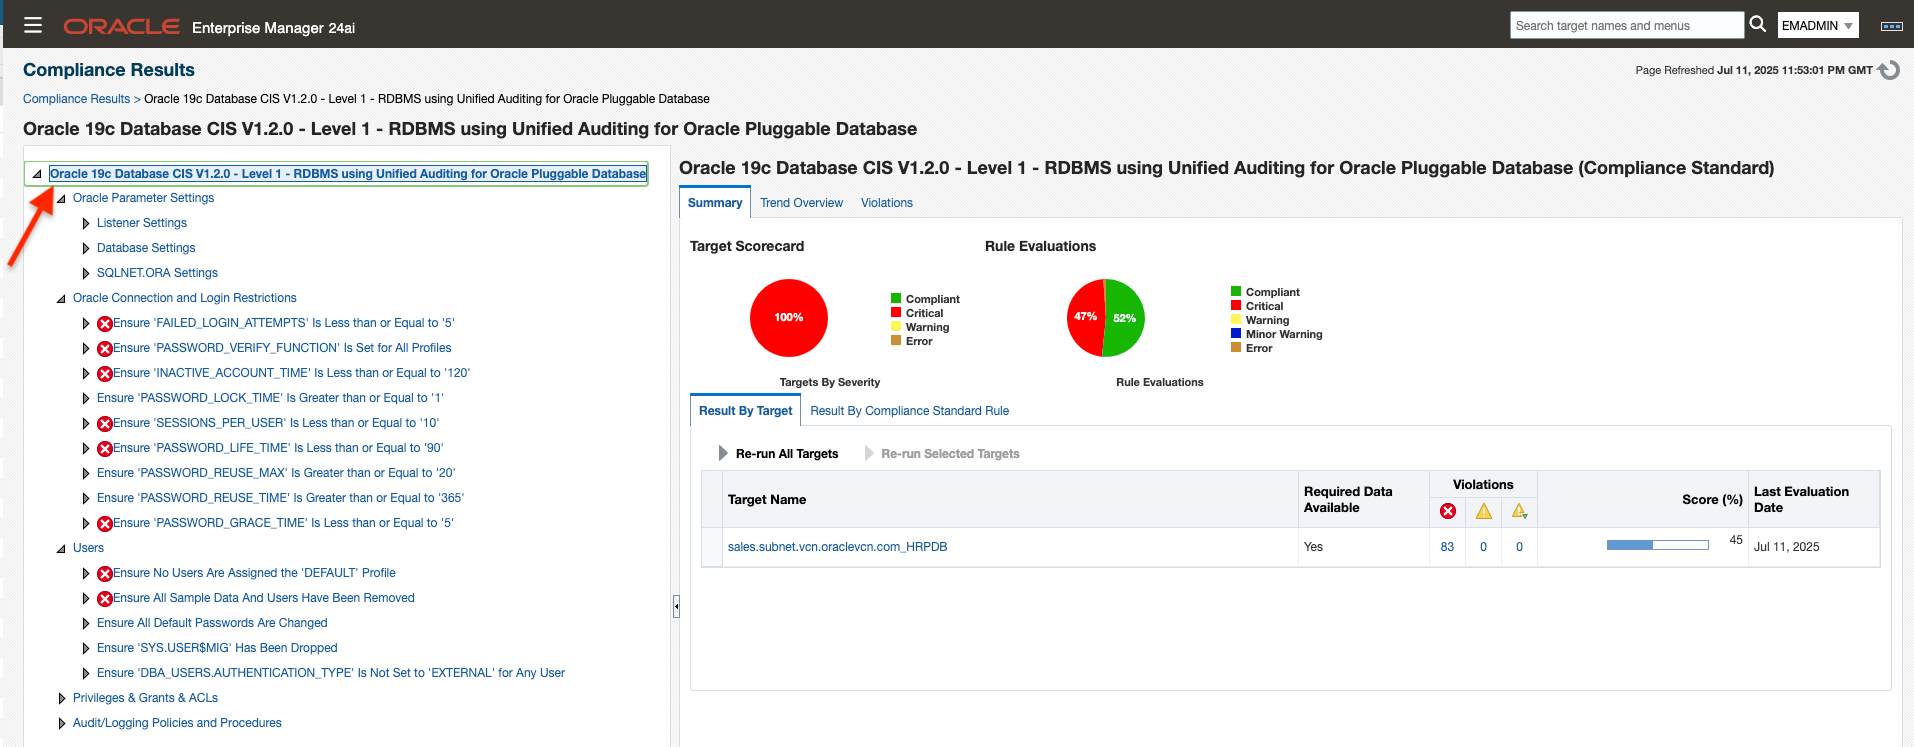 ORACLE Enterprise Manager 24ai
Search target names and menus
EMADMIN
Compliance Results
Page Refreshed Jul 11, 2025 11:53:01 PM GMT
Compliance Results > Oracle 19c Database CIS V1.2.0 - Level 1 - RDBMS using Unified Auditing for Oracle Pluggable Database
Oracle 19c Database CIS V1.2.0 - Level 1 - RDBMS using Unified Auditing for Oracle Pluggable Database
Oracle 19c Database CIS V1.2.0 - Level 1 - RDBMS using Unified Auditing for Oracle Pluggable Database
Oracle Parameter Settings
Listener Settings
Database Settings
SQLNET.ORA Settings
Oracle Connection and Login Restrictions
Ensure 'FAILED_LOGIN_ATTEMPTS' Is Less than or Equal to '5'
Ensure 'PASSWORD_VERIFY_FUNCTION' Is Set for All Profiles
Ensure 'INACTIVE_ACCOUNT_TIME' Is Less than or Equal to '120'
Ensure 'PASSWORD_LOCK_TIME' Is Greater than or Equal to '1'
Ensure 'SESSIONS_PER_USER' Is Less than or Equal to '10'
Ensure 'PASSWORD_LIFE_TIME' Is Less than or Equal to '90'
Ensure 'PASSWORD_REUSE_MAX' Is Greater than or Equal to '20'
Ensure 'PASSWORD_REUSE_TIME' Is Greater than or Equal to '365'
Ensure 'PASSWORD_GRACE_TIME' Is Less than or Equal to '5'
Users
Ensure No Users Are Assigned the 'DEFAULT' Profile
Ensure All Sample Data And Users Have Been Removed
Ensure All Default Passwords Are Changed
Ensure 'SYS.USER$MIG' Has Been Dropped
Ensure 'DBA_USERS.AUTHENTICATION_TYPE' Is Not Set to 'EXTERNAL' for Any User
Privileges & Grants & ACLs
Audit/Logging Policies and Procedures
Oracle 19c Database CIS V1.2.0 - Level 1 - RDBMS using Unified Auditing for Oracle Pluggable Database (Compliance Standard)
Summary Trend Overview Violations
Target Scorecard
100%
Compliant
Critical
Warning
Error
Targets By Severity
Rule Evaluations
47% 52%
Compliant
Critical
Warning
Minor Warning
Error
Rule Evaluations
Result By Target Result By Compliance Standard Rule
Re-run All Targets Re-run Selected Targets
Target Name
Required Data Available
Violations
Score (%)
Last Evaluation Date
sales.subnet.vcn.oraclevcn.com_HRPDB Yes 83 0 0 45 Jul 11, 2025